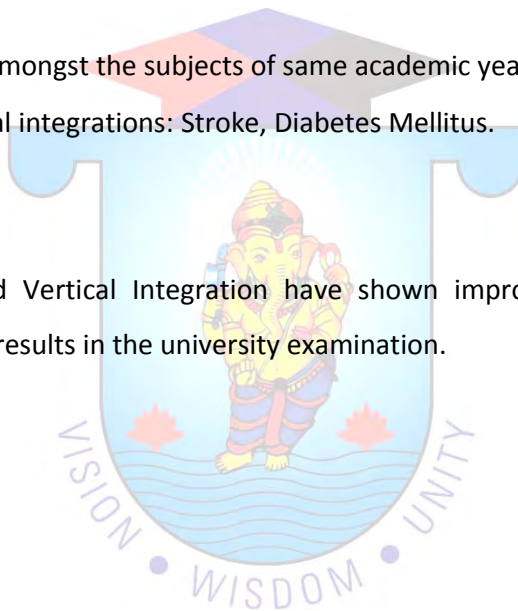 mongst the subjects of same academic yea
al integrations: Stroke, Diabetes Mellitus.
d Vertical Integration have shown impro
results in the university examination.
VISION • WISDOM • UNITY